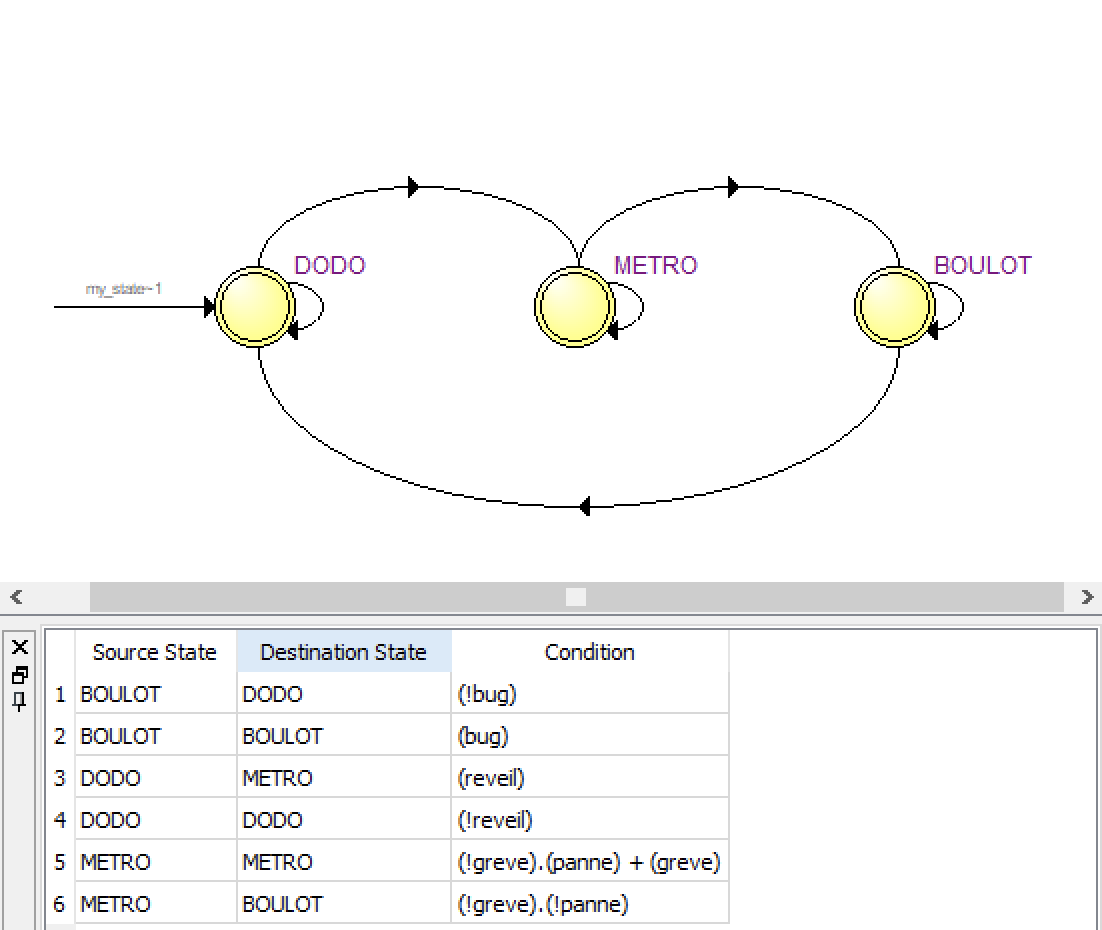 DODO METRO BOULOT
my_state~1
Source State Destination State Condition
1 BOULOT DODO (!bug)
2 BOULOT BOULOT (bug)
3 DODO METRO (reveil)
4 DODO DODO (!reveil)
5 METRO METRO (!greve).(panne) + (greve)
6 METRO BOULOT (!greve).(!panne)